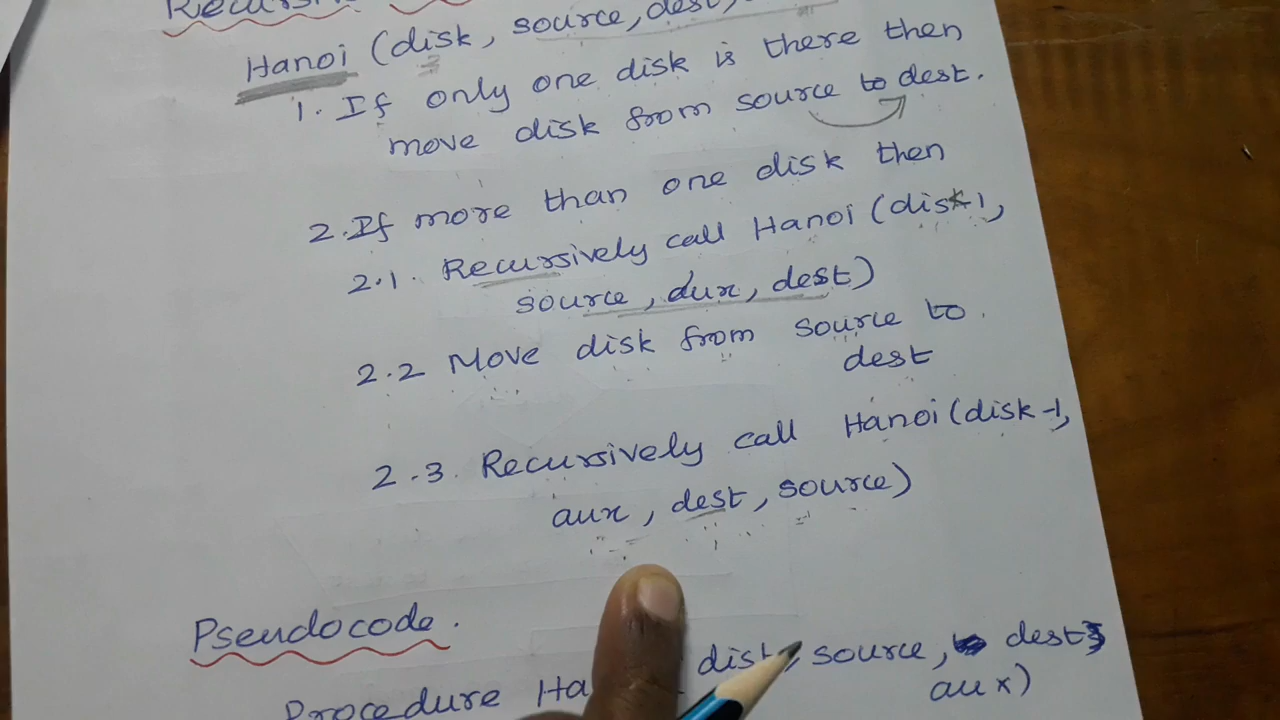 Hanoi (disk, source, dest,
1. If only one disk is there then
move disk from source to dest.
2. If more than one disk then
2.1. Recursively call Hanoi (disk-1,
source, aux, dest)
2.2 Move disk from source to
dest
2.3. Recursively call Hanoi (disk-1,
aux, dest, source)
Pseudocode.
Procedure Ha disk, source, dest,
aux)